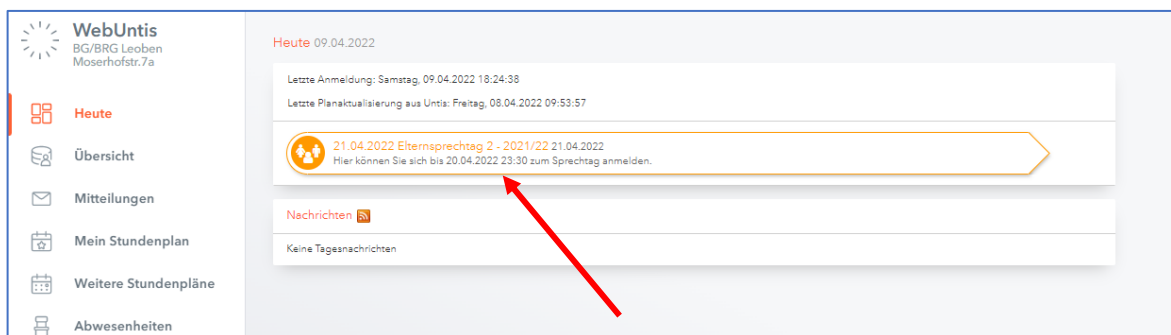 WebUntis
BG/BRG Leoben
Moserhofstr.7a
Heute
Übersicht
Mitteilungen
Mein Stundenplan
Weitere Stundenpläne
Abwesenheiten
Heute 09.04.2022
Letzte Anmeldung: Samstag, 09.04.2022 18:24:38
Letzte Planaktualisierung aus Untis: Freitag, 08.04.2022 09:53:57
21.04.2022 Elternsprechtag 2 - 2021/22 21.04.2022
Hier können Sie sich bis 20.04.2022 23:30 zum Sprechtag anmelden.
Nachrichten
Keine Tagesnachrichten